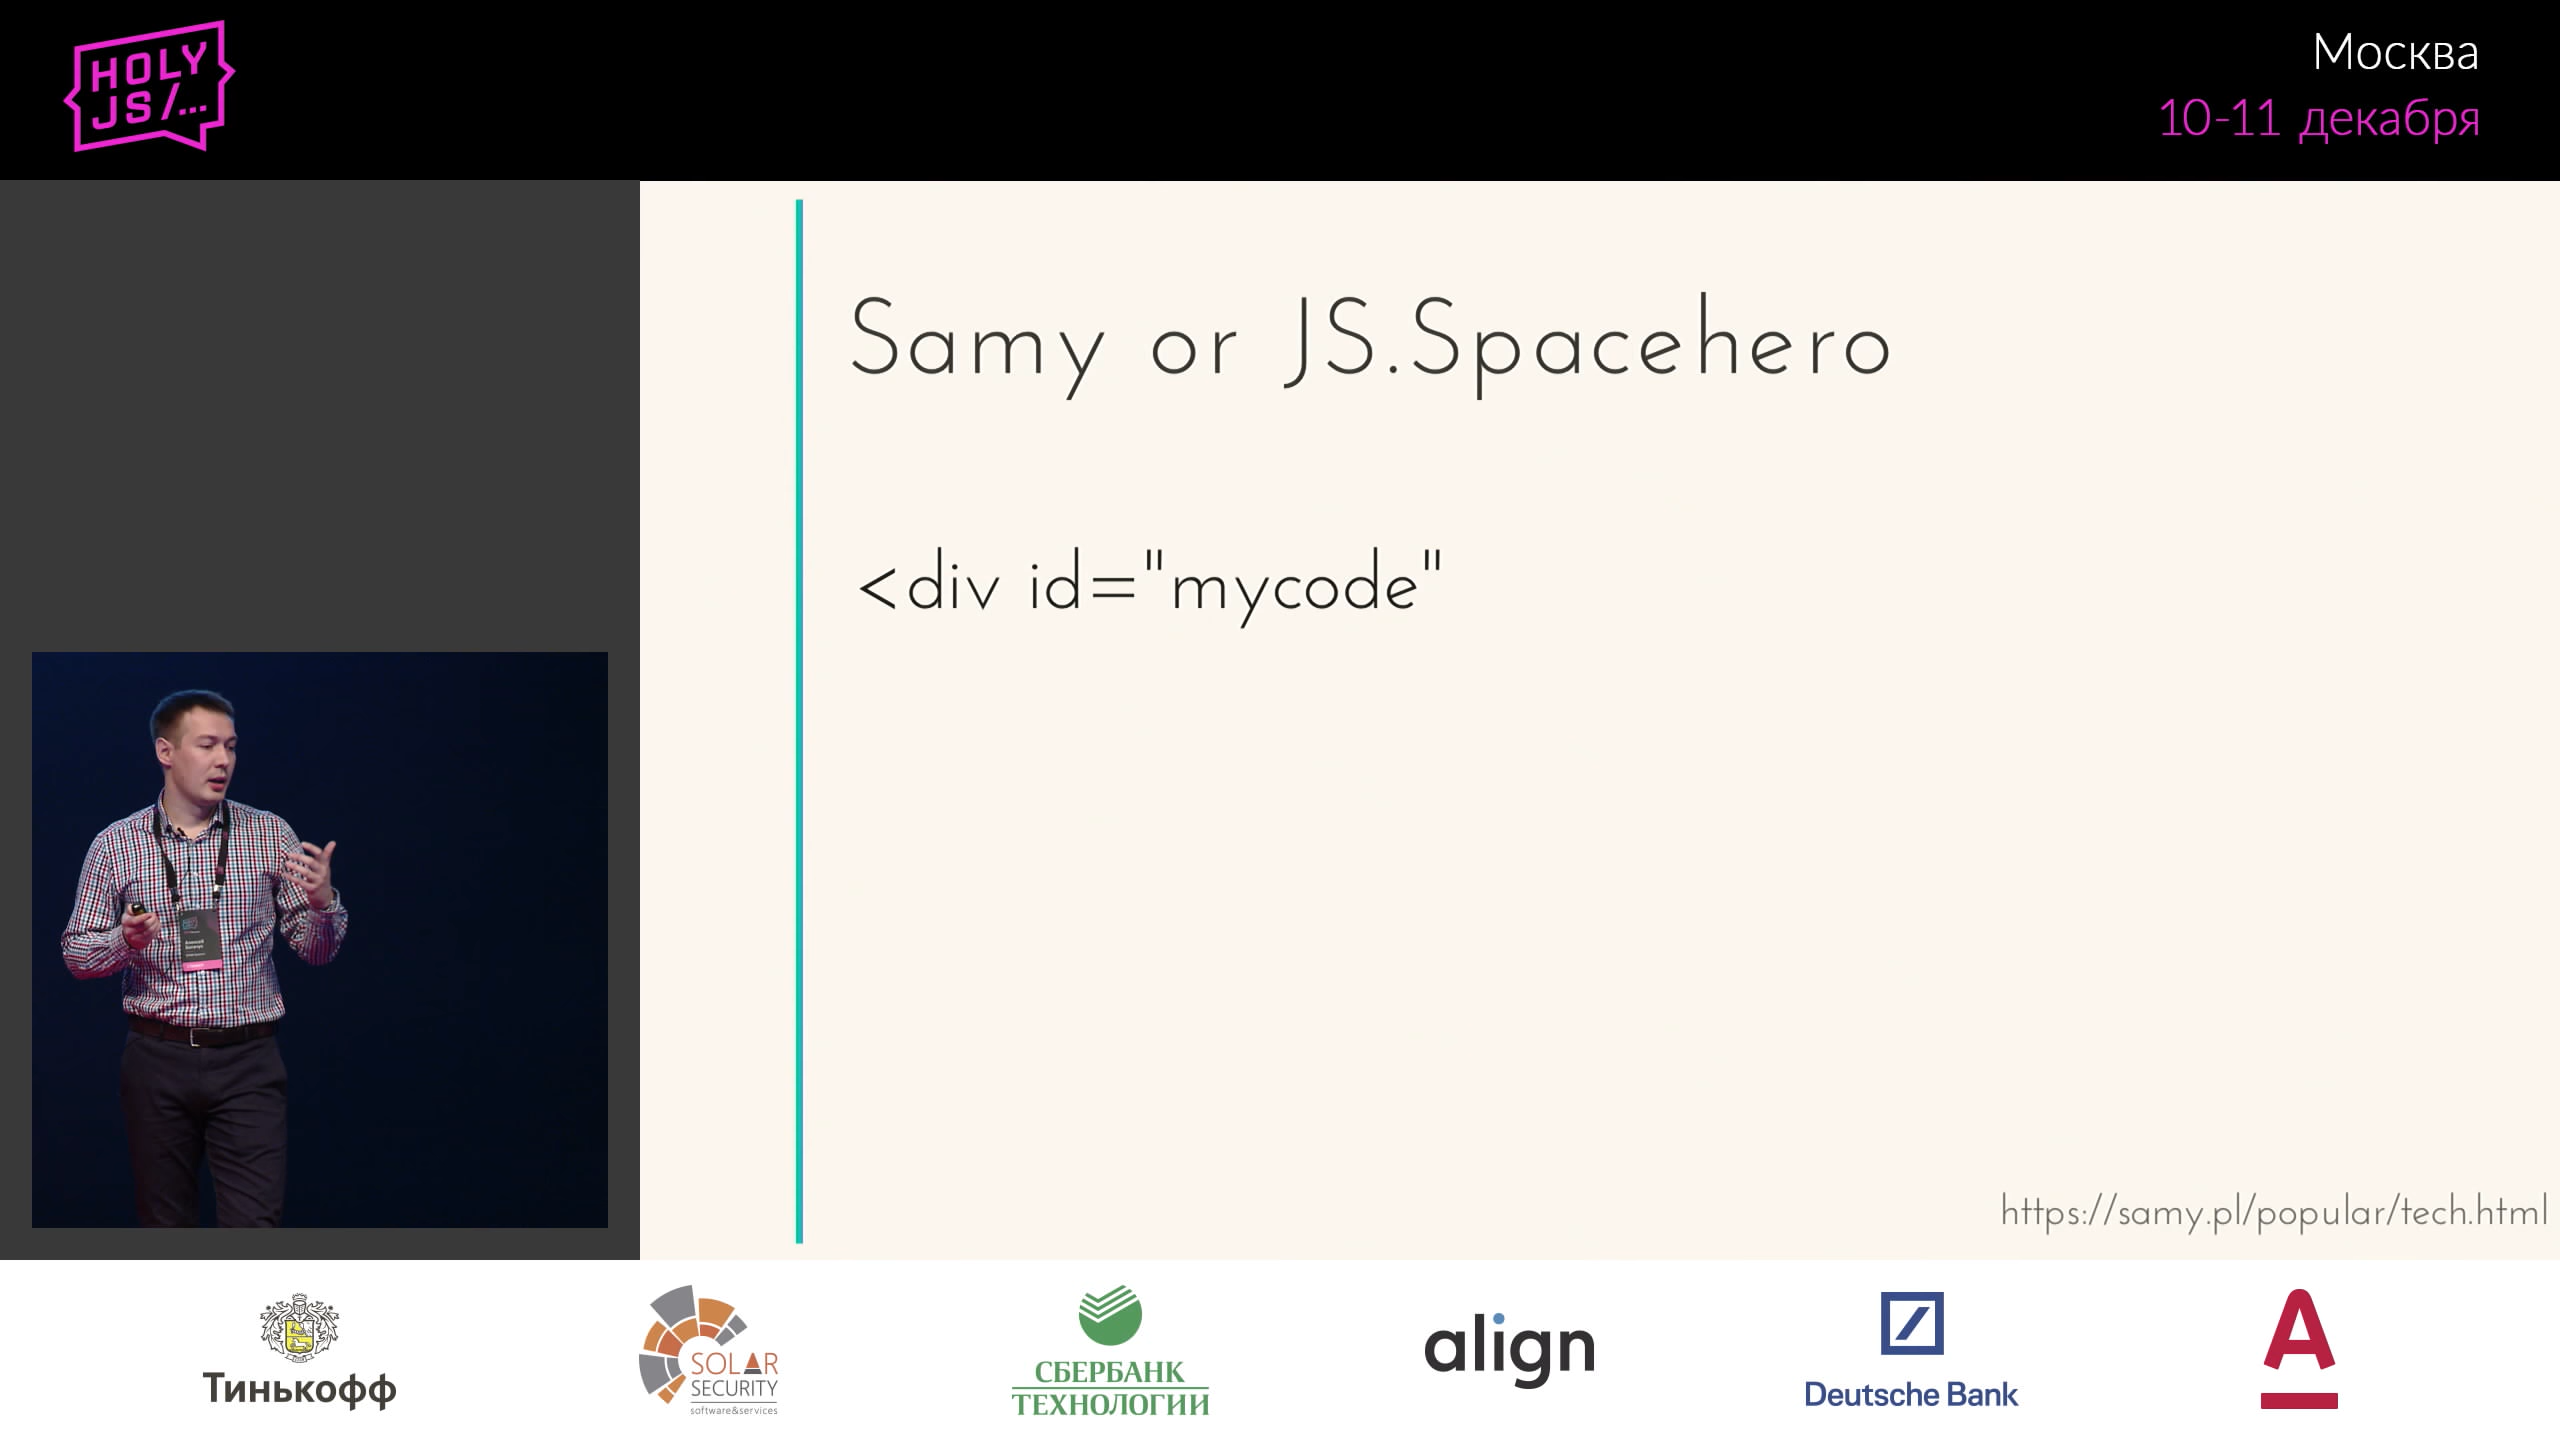 HOLY
JS/...
Москва
10-11 декабря
Samy or JS.Spacehero
<div id="mycode"
https://samy.pl/popular/tech.html
Тинькофф
SOLAR
SECURITY
software&services
СБЕРБАНК
ТЕХНОЛОГИИ
align
Deutsche Bank
А